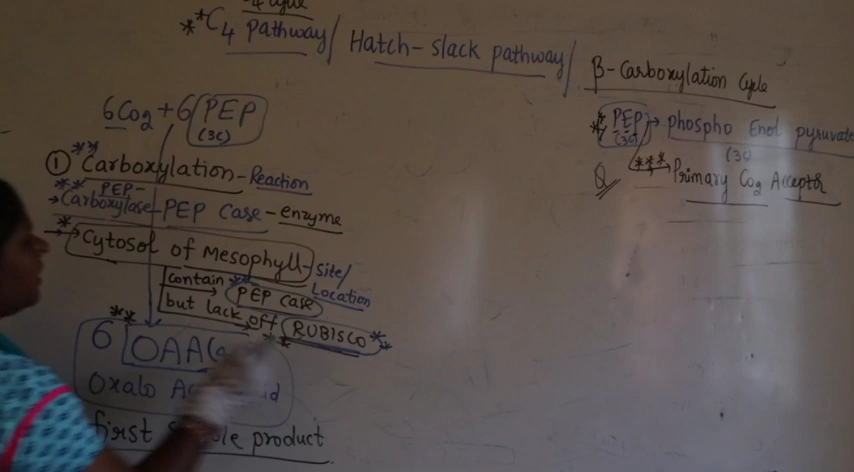 **C4 Pathway/ Hatch-slack pathway/
β-Carboxylation Cycle
6Co2+6 PEP
(3C)
① **Carboxylation-Reaction
**PEP-
→Carboxylase-PEP Case-enzyme
→*Cytosol of Mesophyll-site/
Location
contain → **PEP case
but lack off RUBISCO**
6 **OAA(
Oxalo
first product
* PEP→ phospho Enol pyruvate
(3C) (3C)
Q *** Primary Co2 Acceptor